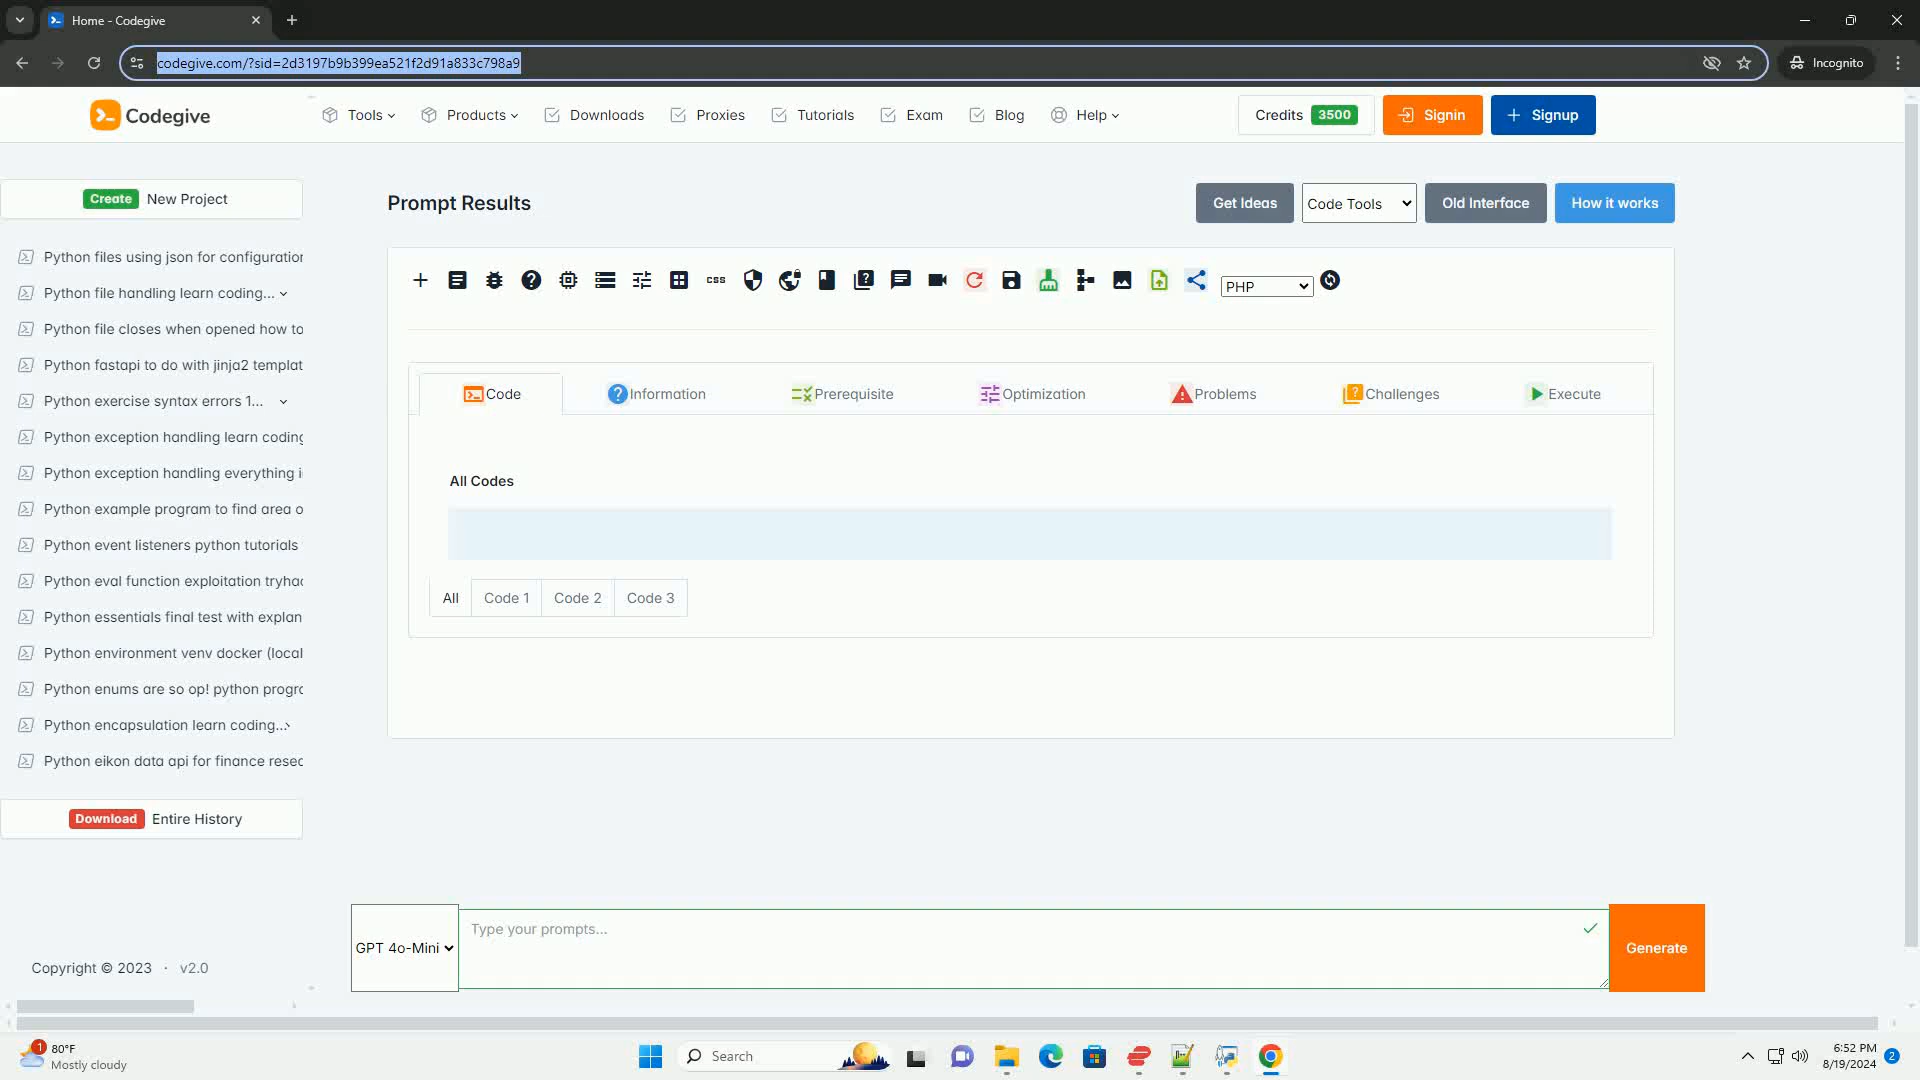 Home - Codegive
codegive.com/?sid=2d3197b9b399ea521f2d91a833c798a9
Incognito
Codegive
Tools
Products
Downloads
Proxies
Tutorials
Exam
Blog
Help
Credits 3500
Signin
Signup
Create New Project
Python files using json for configuration
Python file handling learn coding...
Python file closes when opened how to
Python fastapi to do with jinja2 templat
Python exercise syntax errors 1...
Python exception handling learn coding
Python exception handling everything i
Python example program to find area o
Python event listeners python tutorials
Python eval function exploitation tryhac
Python essentials final test with explan
Python environment venv docker (local
Python enums are so op! python progra
Python encapsulation learn coding...
Python eikon data api for finance resea
Download Entire History
Copyright © 2023 · v2.0
Prompt Results
Get Ideas
Code Tools
Old Interface
How it works
css
PHP
Code
Information
Prerequisite
Optimization
Problems
Challenges
Execute
All Codes
All
Code 1
Code 2
Code 3
GPT 4o-Mini
Type your prompts...
Generate
1
80°F
Mostly cloudy
Search
6:52 PM
8/19/2024
2